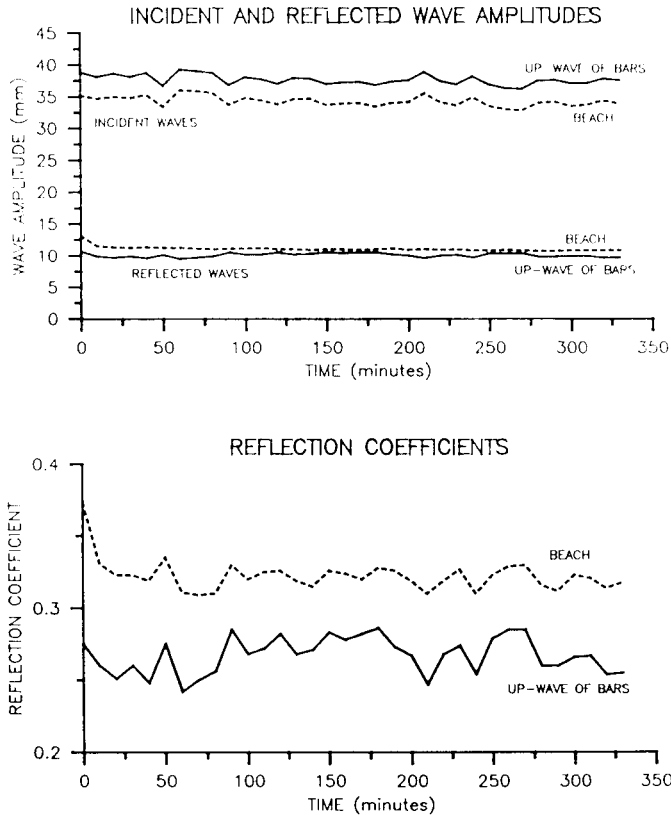 INCIDENT AND REFLECTED WAVE AMPLITUDES
45
40
35
30
25
20
15
10
5
0
WAVE AMPLITUDE (mm)
UP-WAVE OF BARS
INCIDENT WAVES
BEACH
BEACH
REFLECTED WAVES
UP-WAVE OF BARS
0 50 100 150 200 250 300 350
TIME (minutes)
REFLECTION COEFFICIENTS
0.4
0.3
0.2
REFLECTION COEFFICIENT
BEACH
UP-WAVE OF BARS
0 50 100 150 200 250 300 350
TIME (minutes)